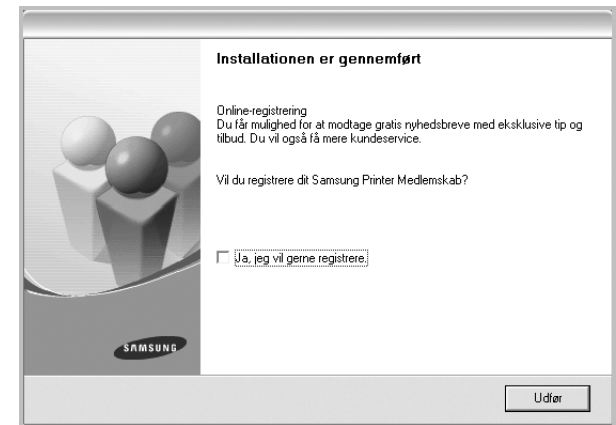 Installationen er gennemført
Online-registrering
Du får mulighed for at modtage gratis nyhedsbreve med eksklusive tip og
tilbud. Du vil også få mere kundeservice.
Vil du registrere dit Samsung Printer Medlemskab?
Ja, jeg vil gerne registrere.
SAMSUNG
Udfør